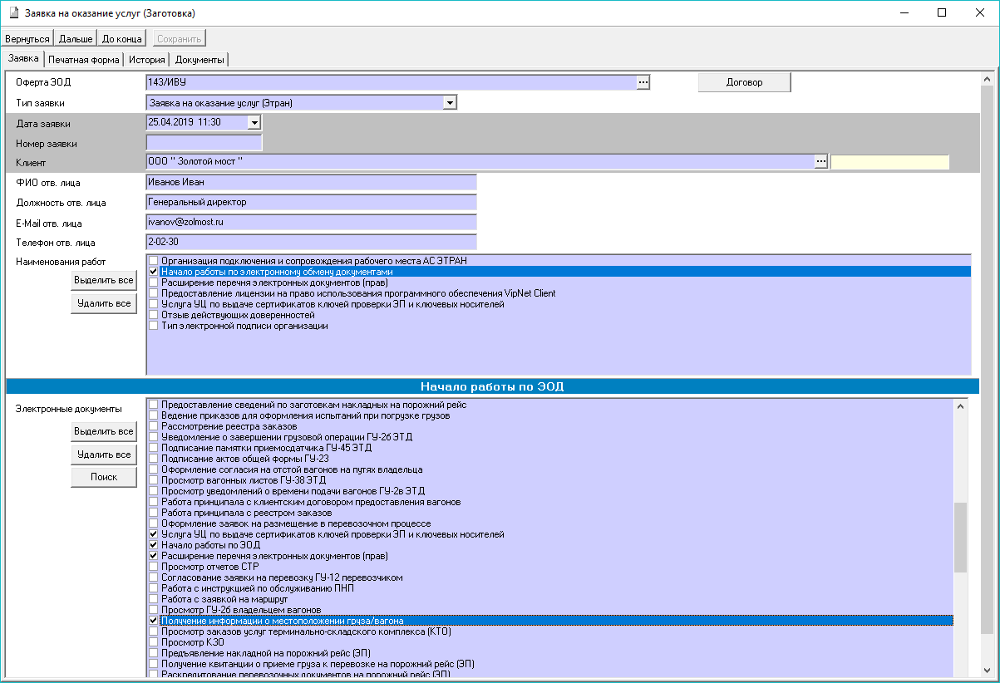 Заявка на оказание услуг (Заготовка)
Вернуться Дальше До конца Сохранить
Заявка Печатная форма История Документы
Оферта ЭОД 143/ИВУ ... Договор
Тип заявки Заявка на оказание услуг (Этран)
Дата заявки 25.04.2019 11:30
Номер заявки
Клиент ООО " Золотой мост " ...
ФИО отв. лица Иванов Иван
Должность отв. лица Генеральный директор
E-Mail отв. лица ivanov@zolmost.ru
Телефон отв. лица 2-02-30
Наименования работ
Выделить все
Удалить все
Организация подключения и сопровождения рабочего места АС ЭТРАН
Начало работы по электронному обмену документами
Расширение перечня электронных документов (прав)
Предоставление лицензии на право использования программного обеспечения VipNet Client
Услуга УЦ по выдаче сертификатов ключей проверки ЭП и ключевых носителей
Отзыв действующих доверенностей
Тип электронной подписи организации
Начало работы по ЭОД
Электронные документы
Выделить все
Удалить все
Поиск
Предоставление сведений по заготовкам накладных на порожний рейс
Ведение приказов для оформления испытаний при погрузке грузов
Рассмотрение реестра заказов
Уведомление о завершении грузовой операции ГУ-2б ЭТД
Подписание памятки приемосдатчика ГУ-45 ЭТД
Подписание актов общей формы ГУ-23
Оформление согласия на отстой вагонов на путях владельца
Просмотр вагонных листов ГУ-38 ЭТД
Просмотр уведомлений о времени подачи вагонов ГУ-2в ЭТД
Работа принципала с клиентским договором предоставления вагонов
Работа принципала с реестром заказов
Оформление заявок на размещение в перевозочном процессе
Услуга УЦ по выдаче сертификатов ключей проверки ЭП и ключевых носителей
Начало работы по ЭОД
Расширение перечня электронных документов (прав)
Просмотр отчетов СТР
Согласование заявки на перевозку ГУ-12 перевозчиком
Работа с инструкцией по обслуживанию ПНП
Работа с заявкой на маршрут
Просмотр ГУ-2б владельцем вагонов
Получение информации о местоположении груза/вагона
Просмотр заказов услуг терминально-складского комплекса (КТО)
Просмотр КЗО
Предъявление накладной на порожний рейс (ЭП)
Получение квитанции о приеме груза к перевозке на порожний рейс (ЭП)
Раскредитование перевозочных документов на порожний рейс (ЭП)